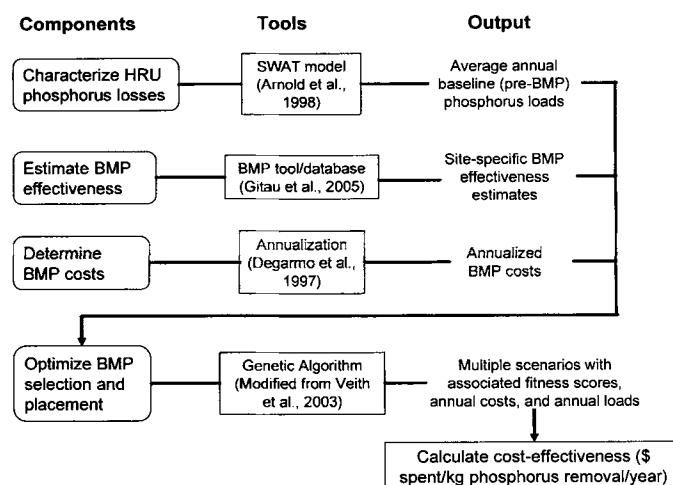 Components
Tools
Output
Characterize HRU
phosphorus losses
SWAT model
(Arnold et al.,
1998)
Average annual
baseline (pre-BMP)
phosphorus loads
Estimate BMP
effectiveness
BMP tool/database
(Gitau et al., 2005)
Site-specific BMP
effectiveness
estimates
Determine
BMP costs
Annualization
(Degarmo et al.,
1997)
Annualized
BMP costs
Optimize BMP
selection and
placement
Genetic Algorithm
(Modified from Veith
et al., 2003)
Multiple scenarios with
associated fitness scores,
annual costs, and annual loads
Calculate cost-effectiveness ($
spent/kg phosphorus removal/year)